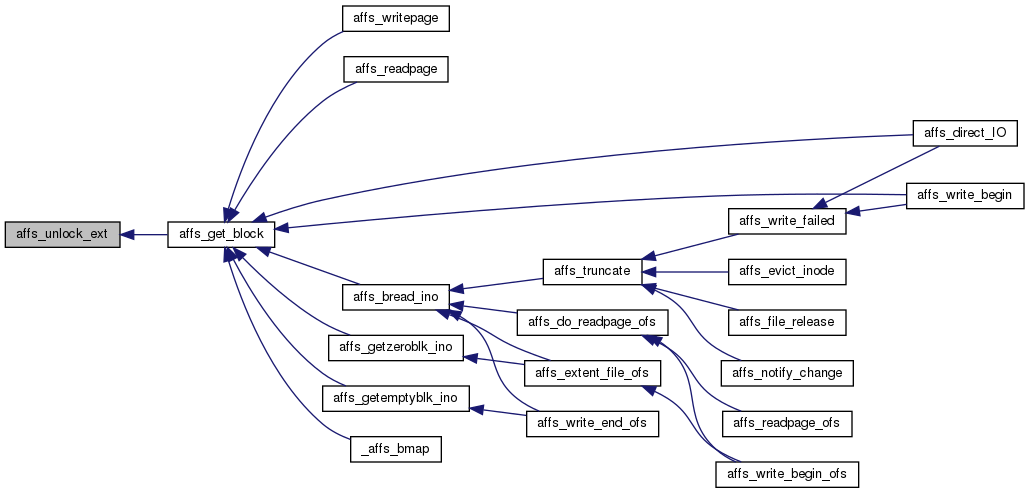 affs_writepage
affs_readpage
affs_direct_IO
affs_write_begin
affs_write_failed
affs_unlock_ext
affs_get_block
affs_truncate
affs_evict_inode
affs_bread_ino
affs_do_readpage_ofs
affs_file_release
affs_getzeroblk_ino
affs_extent_file_ofs
affs_notify_change
affs_getemptyblk_ino
affs_write_end_ofs
affs_readpage_ofs
_affs_bmap
affs_write_begin_ofs